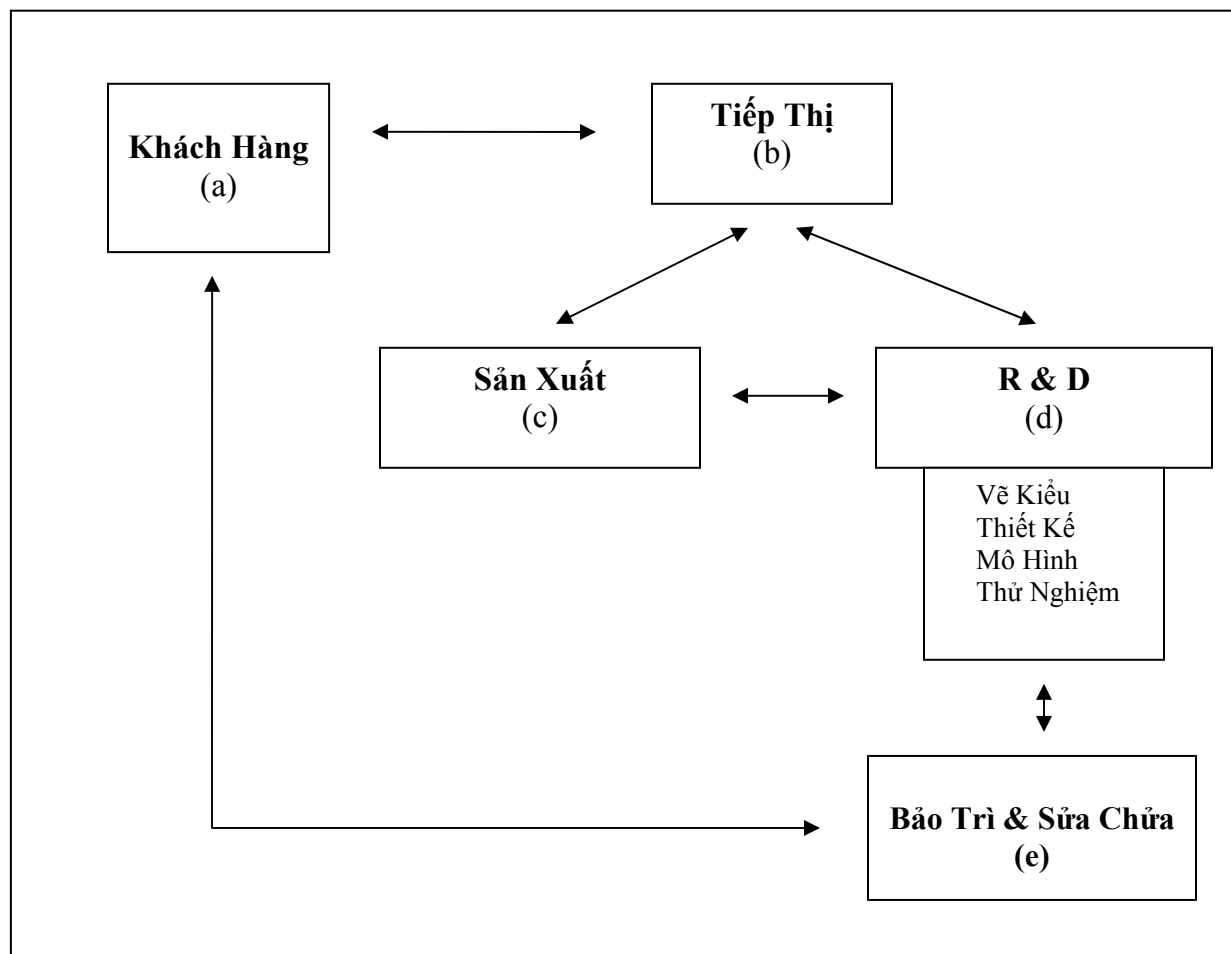 Khách Hàng
(a)
Tiếp Thị
(b)
Sản Xuất
(c)
R & D
(d)
Vẽ Kiểu
Thiết Kế
Mô Hình
Thử Nghiệm
Bảo Trì & Sửa Chửa
(e)